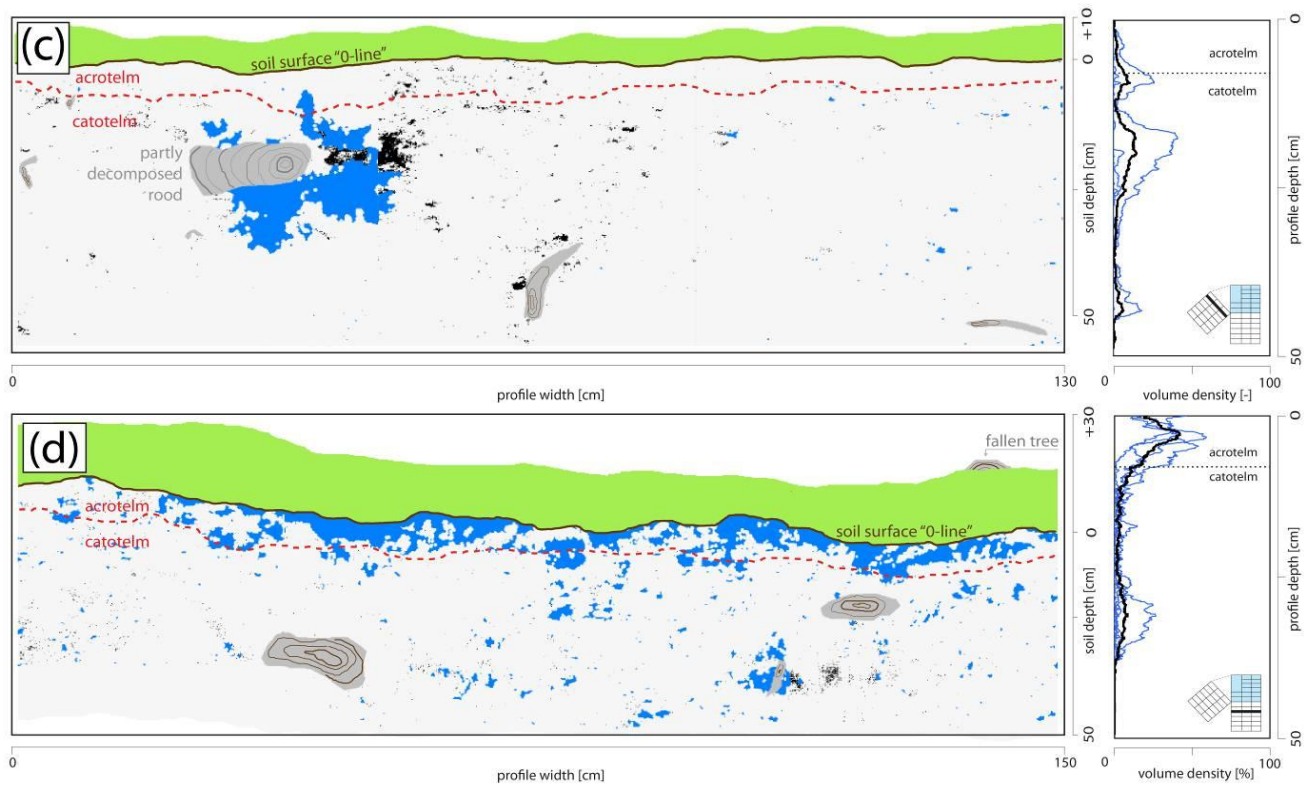 (c)
soil surface "0-line"
acrotelm
catotelm
partly
decomposed
rood
0
130
profile width [cm]
+10
0
soil depth [cm]
50
acrotelm
catotelm
0
profile depth [cm]
50
0
100
volume density [-]
(d)
fallen tree
acrotelm
catotelm
soil surface "0-line"
0
150
profile width [cm]
+30
0
soil depth [cm]
50
acrotelm
catotelm
0
profile depth [cm]
50
0
100
volume density [%]